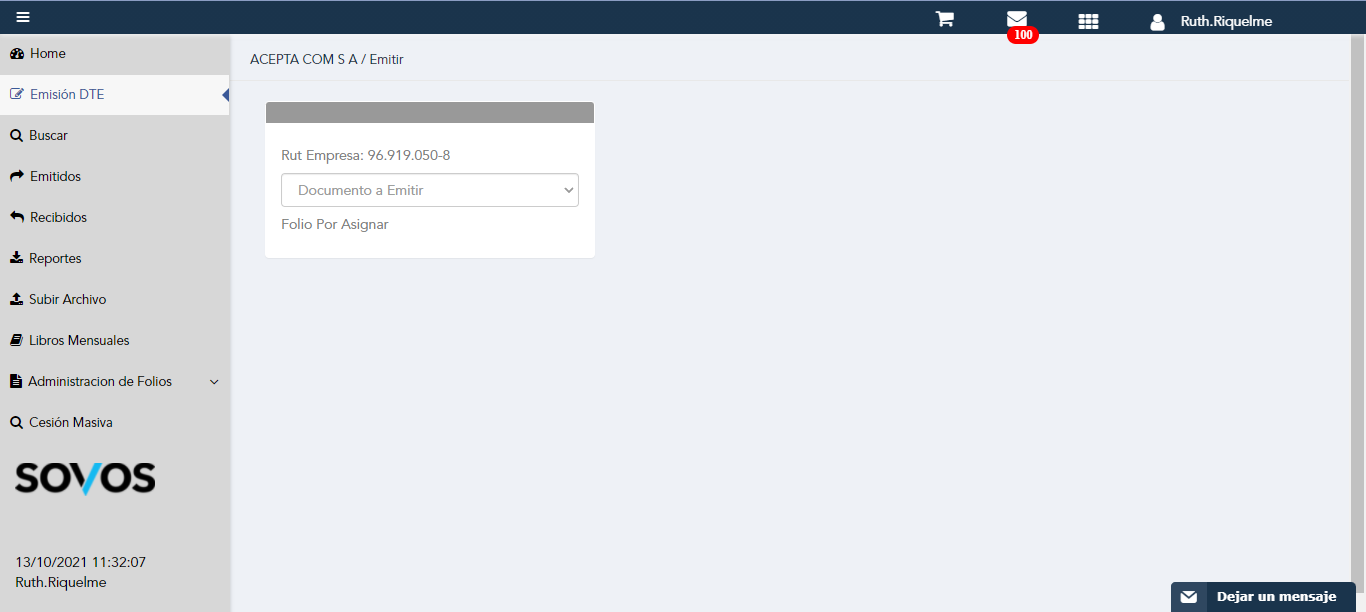 Ruth.Riquelme
100
Home
Emisión DTE
Buscar
Emitidos
Recibidos
Reportes
Subir Archivo
Libros Mensuales
Administracion de Folios
Cesión Masiva
SOVOS
13/10/2021 11:32:07
Ruth.Riquelme
ACEPTA COM S A / Emitir
Rut Empresa: 96.919.050-8
Documento a Emitir
Folio Por Asignar
Dejar un mensaje